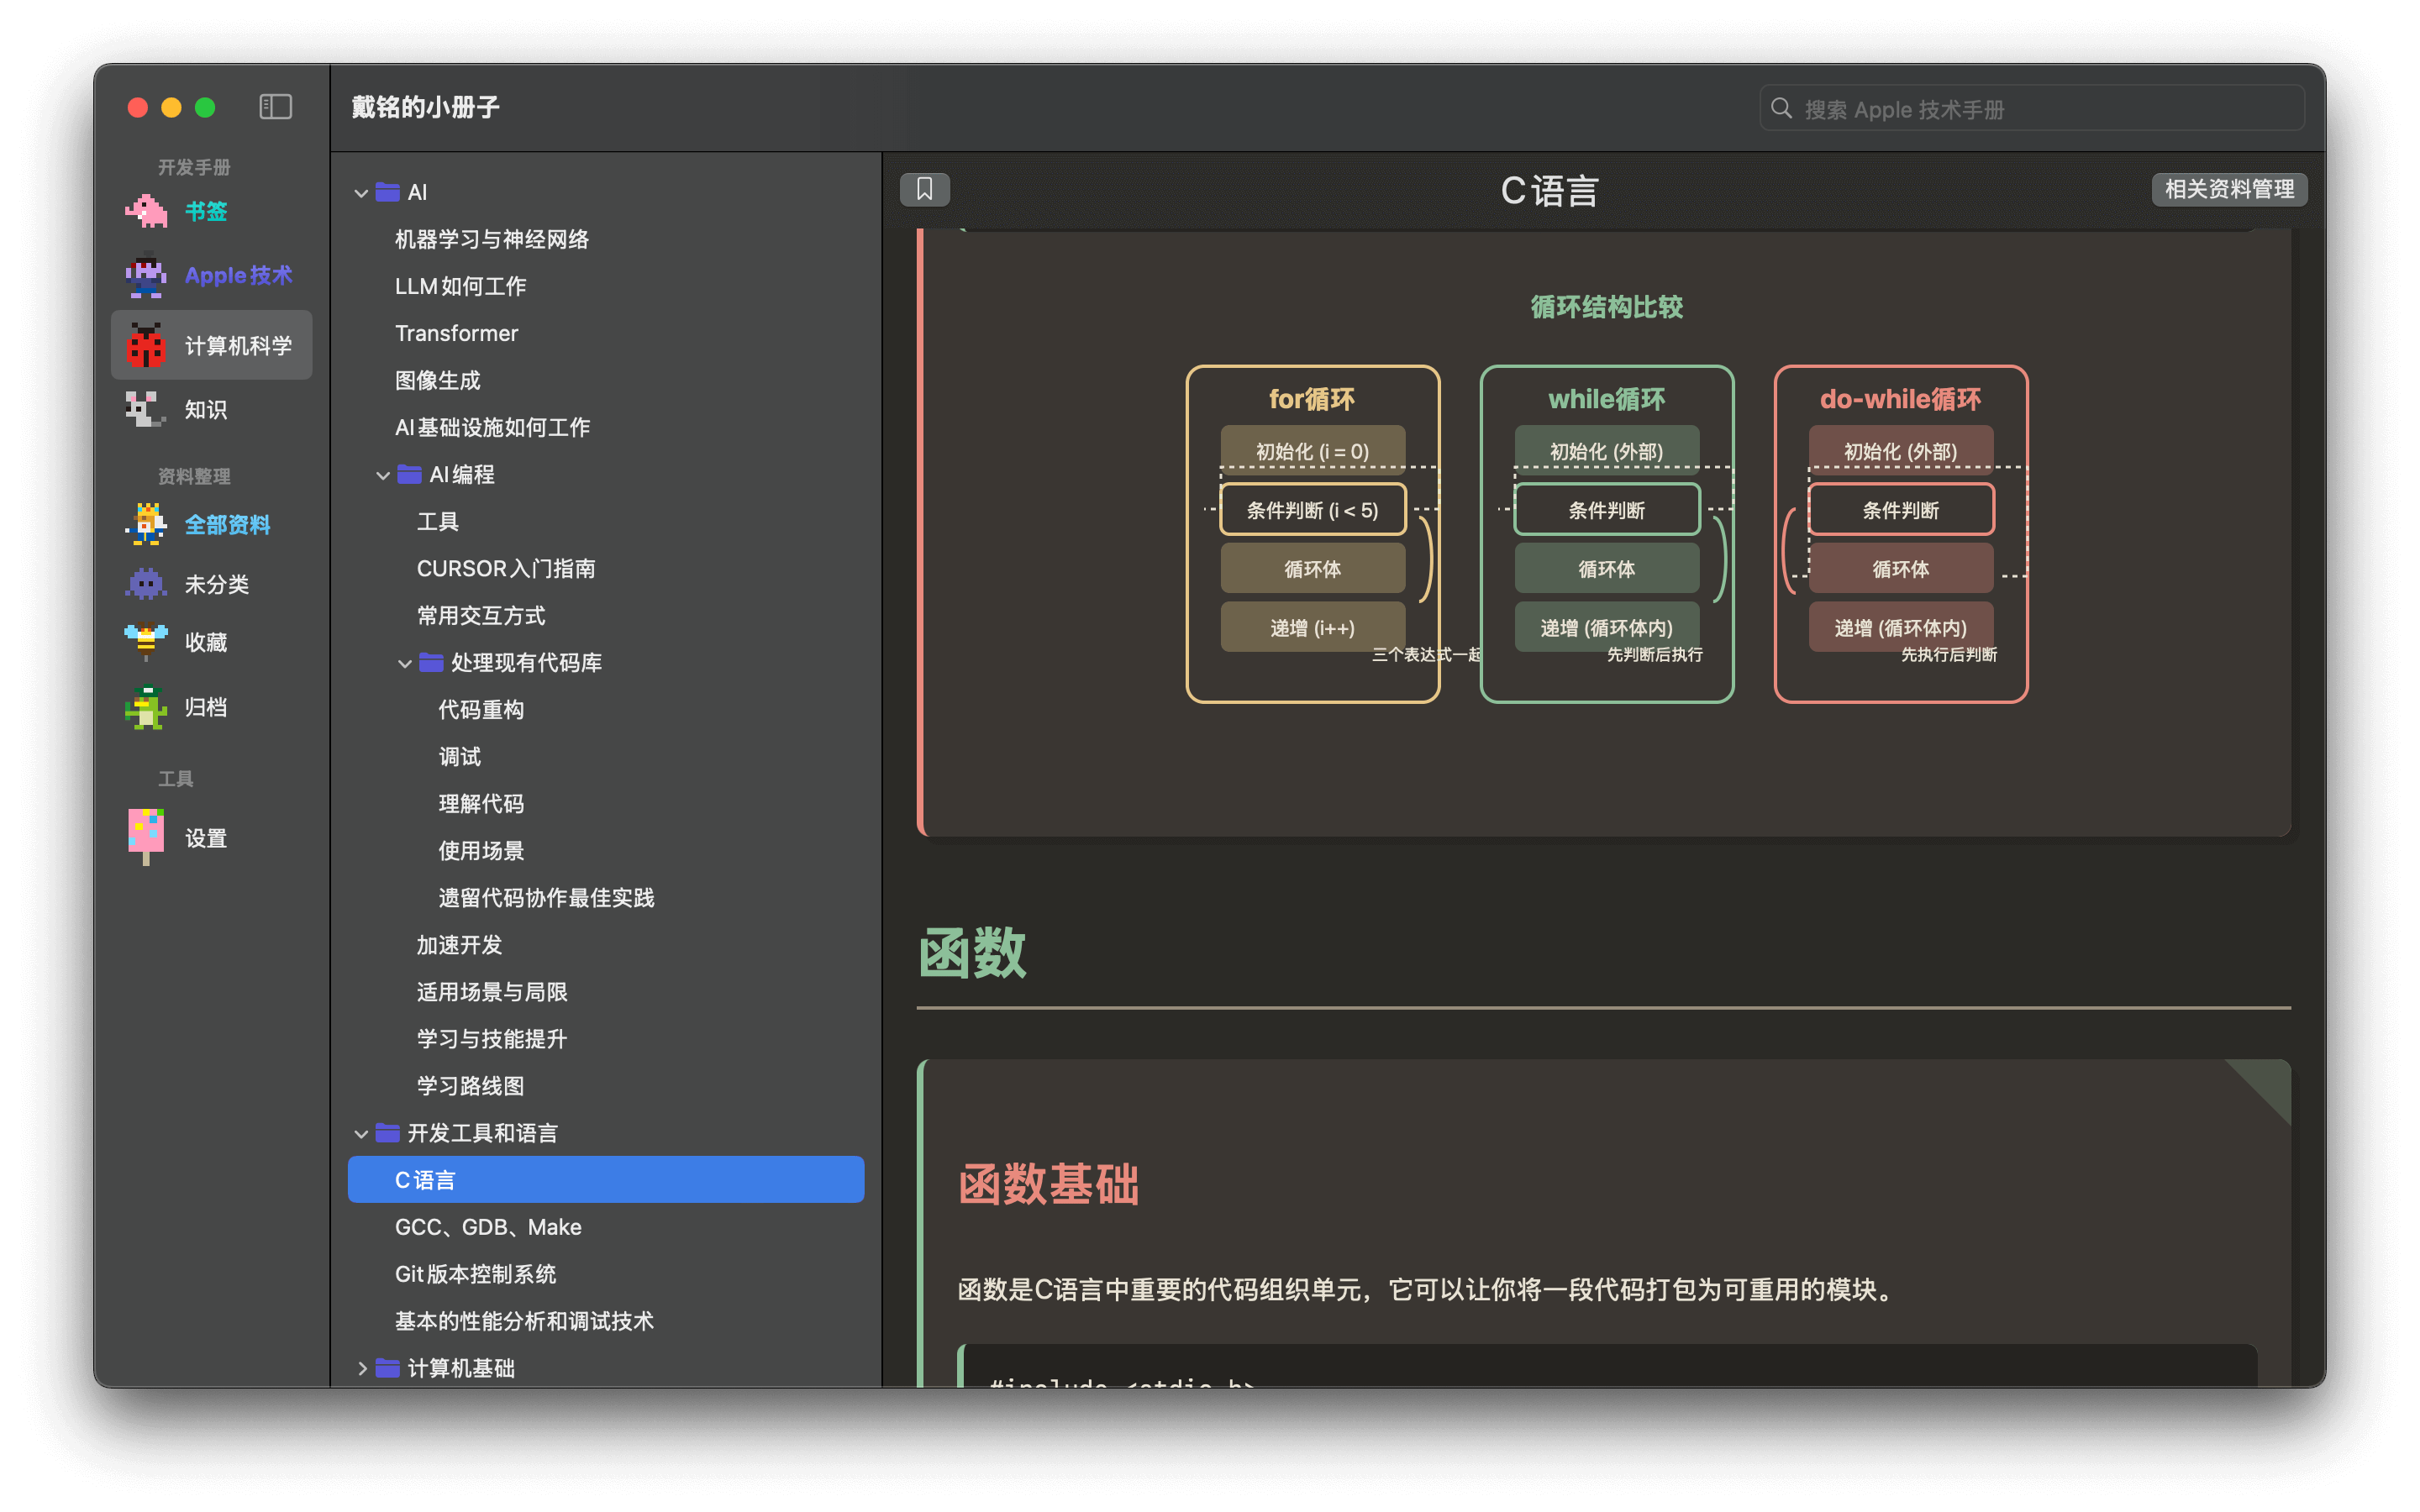 戴铭的小册子
搜索 Apple 技术手册
开发手册
书签
Apple技术
计算机科学
知识
资料整理
全部资料
未分类
收藏
归档
工具
设置
AI
机器学习与神经网络
LLM如何工作
Transformer
图像生成
AI基础设施如何工作
AI编程
工具
CURSOR入门指南
常用交互方式
处理现有代码库
代码重构
调试
理解代码
使用场景
遗留代码协作最佳实践
加速开发
适用场景与局限
学习与技能提升
学习路线图
开发工具和语言
C语言
GCC、GDB、Make
Git版本控制系统
基本的性能分析和调试技术
计算机基础
C语言
相关资料管理
循环结构比较
for循环
初始化 (i = 0)
条件判断 (i < 5)
循环体
递增 (i++)
三个表达式一起
while循环
初始化 (外部)
条件判断
循环体
递增 (循环体内)
先判断后执行
do-while循环
初始化 (外部)
条件判断
循环体
递增 (循环体内)
先执行后判断
函数
函数基础
函数是C语言中重要的代码组织单元，它可以让你将一段代码打包为可重用的模块。
#include <stdio.h>